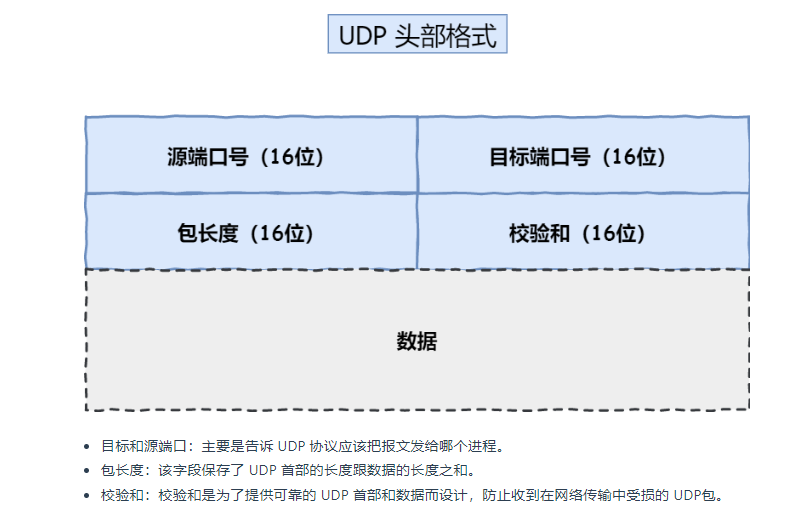 UDP 头部格式
源端口号（16位）
目标端口号（16位）
包长度（16位）
校验和（16位）
数据
目标和源端口：主要是告诉 UDP 协议应该把报文发给哪个进程。
包长度：该字段保存了 UDP 首部的长度跟数据的长度之和。
校验和：校验和是为了提供可靠的 UDP 首部和数据而设计，防止收到在网络传输中受损的 UDP包。